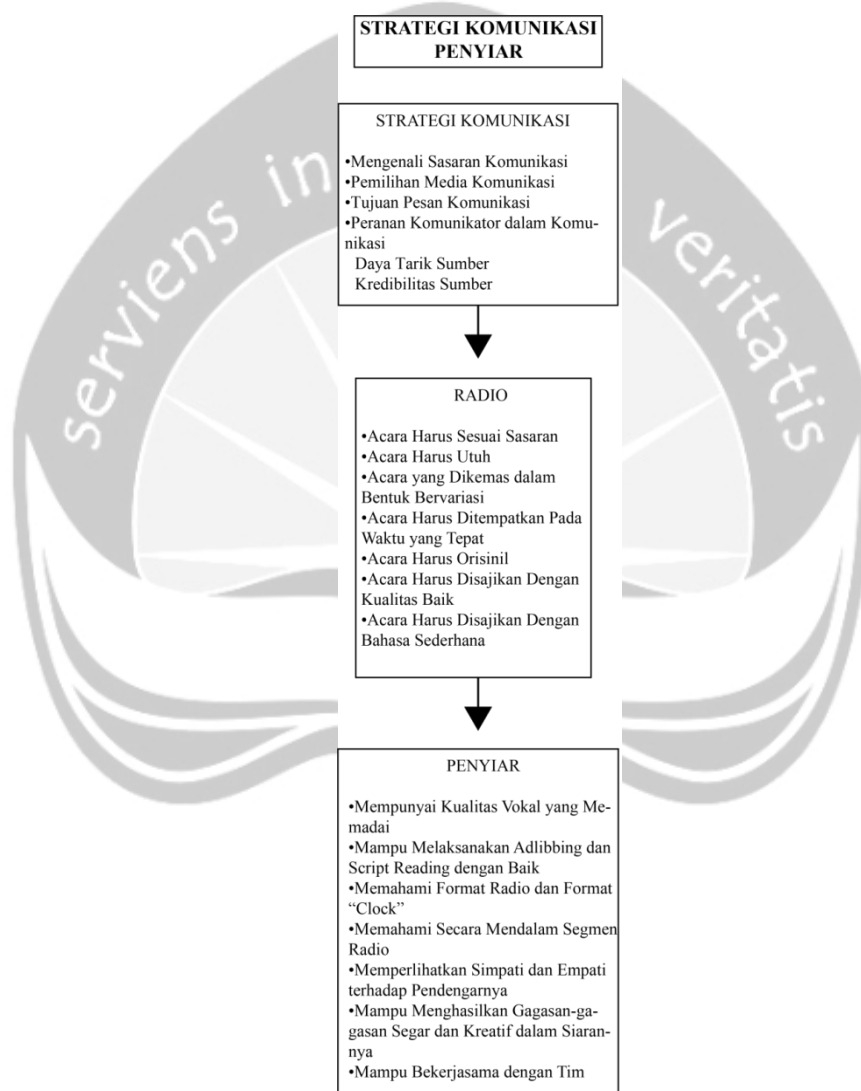 STRATEGI KOMUNIKASI
PENYIAR
STRATEGI KOMUNIKASI
•Mengenali Sasaran Komunikasi
•Pemilihan Media Komunikasi
•Tujuan Pesan Komunikasi
•Peranan Komunikator dalam Komu-
nikasi
Daya Tarik Sumber
Kredibilitas Sumber
serviens in
veritatis
RADIO
•Acara Harus Sesuai Sasaran
•Acara Harus Utuh
•Acara yang Dikemas dalam
Bentuk Bervariasi
•Acara Harus Ditempatkan Pada
Waktu yang Tepat
•Acara Harus Orisinil
•Acara Harus Disajikan Dengan
Kualitas Baik
•Acara Harus Disajikan Dengan
Bahasa Sederhana
PENYIAR
•Mempunyai Kualitas Vokal yang Me-
madai
•Mampu Melaksanakan Adlibbing dan
Script Reading dengan Baik
•Memahami Format Radio dan Format
“Clock”
•Memahami Secara Mendalam Segmen
Radio
•Memperlihatkan Simpati dan Empati
terhadap Pendengarnya
•Mampu Menghasilkan Gagasan-ga-
gasan Segar dan Kreatif dalam Siaran-
nya
•Mampu Bekerjasama dengan Tim